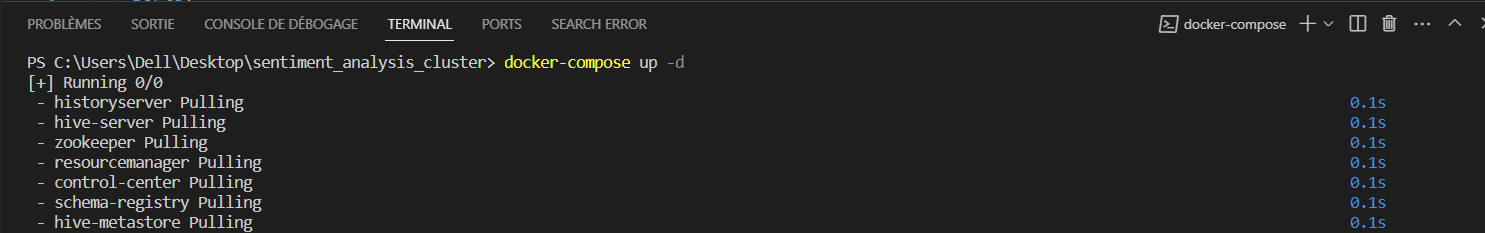 PROBLÈMES SORTIE CONSOLE DE DÉBOGAGE TERMINAL PORTS SEARCH ERROR docker-compose
PS C:\Users\Dell\Desktop\sentiment_analysis_cluster> docker-compose up -d
[+] Running 0/0
- historyserver Pulling 0.1s
- hive-server Pulling 0.1s
- zookeeper Pulling 0.1s
- resourcemanager Pulling 0.1s
- control-center Pulling 0.1s
- schema-registry Pulling 0.1s
- hive-metastore Pulling 0.1s